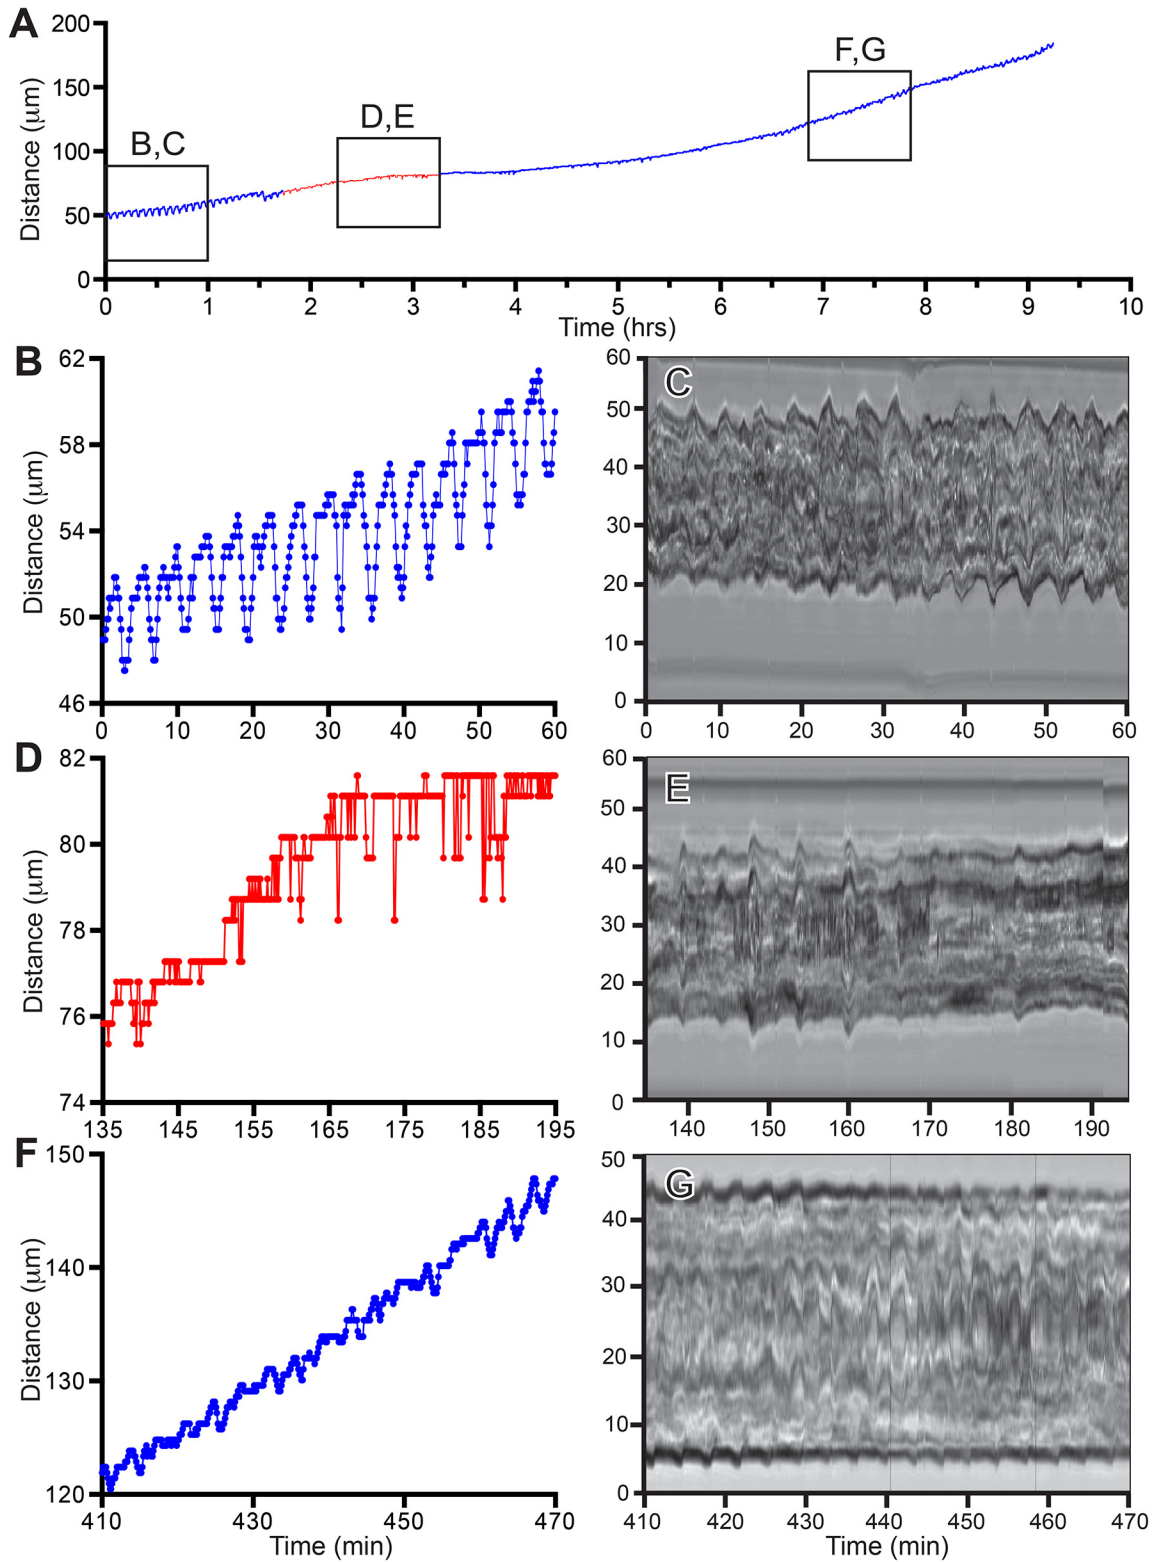 A
200
150
100
50
0
Distance (μm)
B,C
D,E
F,G
0 1 2 3 4 5 6 7 8 9 10
Time (hrs)
B
62
58
54
50
46
Distance (μm)
0 10 20 30 40 50 60
C
60
50
40
30
20
10
0
0 10 20 30 40 50 60
D
82
80
78
76
74
Distance (μm)
135 145 155 165 175 185 195
E
60
50
40
30
20
10
0
140 150 160 170 180 190
F
150
140
130
120
Distance (μm)
410 430 450 470
Time (min)
G
50
40
30
20
10
0
410 420 430 440 450 460 470
Time (min)